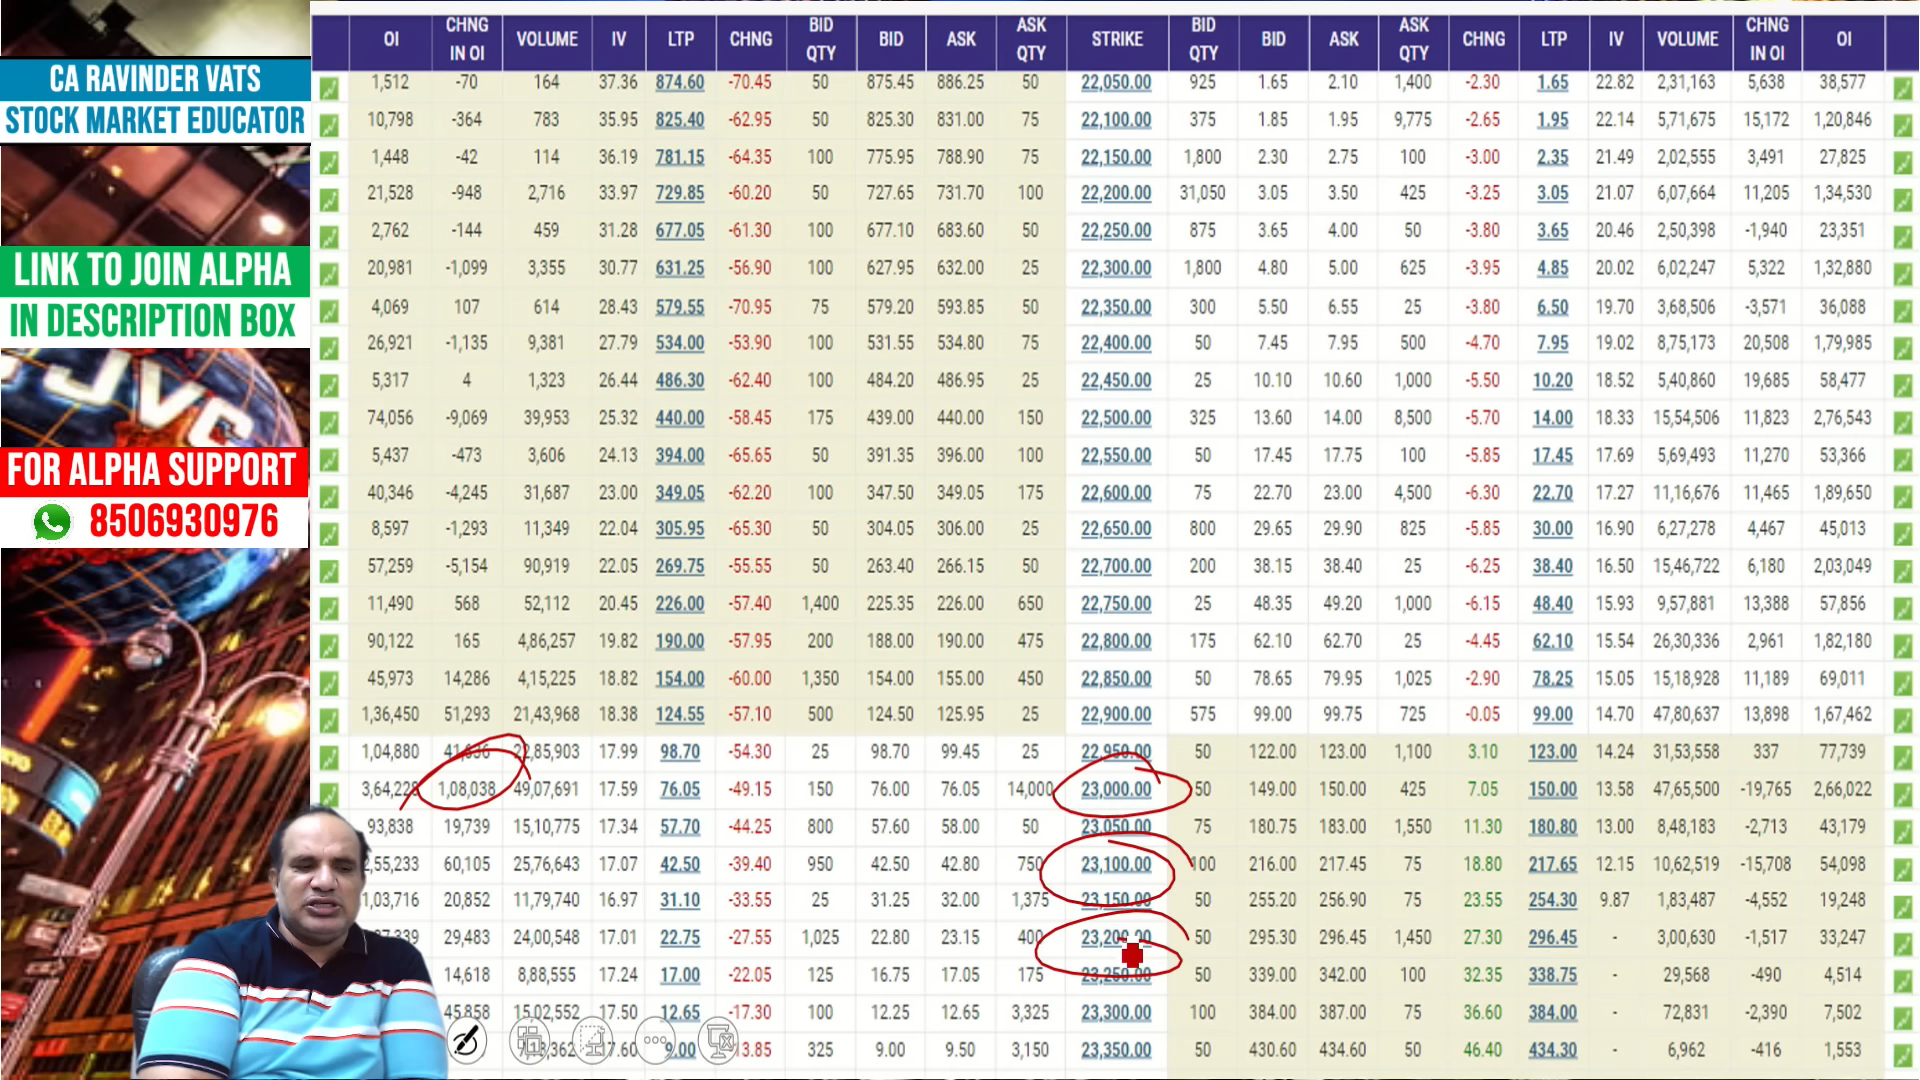 CA RAVINDER VATS
STOCK MARKET EDUCATOR
LINK TO JOIN ALPHA
IN DESCRIPTION BOX
JVC
FOR ALPHA SUPPORT
8506930976
OI CHNG IN OI VOLUME IV LTP CHNG BID QTY BID ASK ASK QTY STRIKE BID QTY BID ASK ASK QTY CHNG LTP IV VOLUME CHNG IN OI OI
1,512 -70 164 37.36 874.60 -70.45 50 875.45 886.25 50 22,050.00 925 1.65 2.10 1,400 -2.30 1.65 22.82 2,31,163 5,638 38,577
10,798 -364 783 35.95 825.40 -62.95 50 825.30 831.00 75 22,100.00 375 1.85 1.95 9,775 -2.65 1.95 22.14 5,71,675 15,172 1,20,846
1,448 -42 114 36.19 781.15 -64.35 100 775.95 788.90 75 22,150.00 1,800 2.30 2.75 100 -3.00 2.35 21.49 2,02,555 3,491 27,825
21,528 -948 2,716 33.97 729.85 -60.20 50 727.65 731.70 100 22,200.00 31,050 3.05 3.50 425 -3.25 3.05 21.07 6,07,664 11,205 1,34,530
2,762 -144 459 31.28 677.05 -61.30 100 677.10 683.60 50 22,250.00 875 3.65 4.00 50 -3.80 3.65 20.46 2,50,398 -1,940 23,351
20,981 -1,099 3,355 30.77 631.25 -56.90 100 627.95 632.00 25 22,300.00 1,800 4.80 5.00 625 -3.95 4.85 20.02 6,02,247 5,322 1,32,880
4,069 107 614 28.43 579.55 -70.95 75 579.20 593.85 50 22,350.00 300 5.50 6.55 25 -3.80 6.50 19.70 3,68,506 -3,571 36,088
26,921 -1,135 9,381 27.79 534.00 -53.90 100 531.55 534.80 75 22,400.00 50 7.45 7.95 500 -4.70 7.95 19.02 8,75,173 20,508 1,79,985
5,317 4 1,323 26.44 486.30 -62.40 100 484.20 486.95 25 22,450.00 25 10.10 10.60 1,000 -5.50 10.20 18.52 5,40,860 19,685 58,477
74,056 -9,069 39,953 25.32 440.00 -58.45 175 439.00 440.00 150 22,500.00 325 13.60 14.00 8,500 -5.70 14.00 18.33 15,54,506 11,823 2,76,543
5,437 -473 3,606 24.13 394.00 -65.65 50 391.35 396.00 100 22,550.00 50 17.45 17.75 100 -5.85 17.45 17.69 5,69,493 11,270 53,366
40,346 -4,245 31,687 23.00 349.05 -62.20 100 347.50 349.05 175 22,600.00 75 22.70 23.00 4,500 -6.30 22.70 17.27 11,16,676 11,465 1,89,650
8,597 -1,293 11,349 22.04 305.95 -65.30 50 304.05 306.00 25 22,650.00 800 29.65 29.90 825 -5.85 30.00 16.90 6,27,278 4,467 45,013
57,259 -5,154 90,919 22.05 269.75 -55.55 50 263.40 266.15 50 22,700.00 200 38.15 38.40 25 -6.25 38.40 16.50 15,46,722 6,180 2,03,049
11,490 568 52,112 20.45 226.00 -57.40 1,400 225.35 226.00 650 22,750.00 25 48.35 49.20 1,000 -6.15 48.40 15.93 9,57,881 13,388 57,856
90,122 165 4,86,257 19.82 190.00 -57.95 200 188.00 190.00 475 22,800.00 175 62.10 62.70 25 -4.45 62.10 15.54 26,30,336 2,961 1,82,180
45,973 14,286 4,15,225 18.82 154.00 -60.00 1,350 154.00 155.00 450 22,850.00 50 78.65 79.95 1,025 -2.90 78.25 15.05 15,18,928 11,189 69,011
1,36,450 51,293 21,43,968 18.38 124.55 -57.10 500 124.50 125.95 25 22,900.00 575 99.00 99.75 725 -0.05 99.00 14.70 47,80,637 13,898 1,67,462
1,04,880 17.99 98.70 -54.30 25 98.70 99.45 25 22,950.00 50 122.00 123.00 1,100 3.10 123.00 14.24 31,53,558 337 77,739
1,08,038 49,07,691 17.59 76.05 -49.15 150 76.00 76.05 14,000 23,000.00 50 149.00 150.00 425 7.05 150.00 13.58 47,65,500 -19,765 2,66,022
93,838 19,739 15,10,775 17.34 57.70 -44.25 800 57.60 58.00 50 23,050.00 75 180.75 183.00 1,550 11.30 180.80 13.00 8,48,183 -2,713 43,179
2,55,233 60,105 25,76,643 17.07 42.50 -39.40 950 42.50 42.80 750 23,100.00 100 216.00 217.45 75 18.80 217.65 12.15 10,62,519 -15,708 54,098
1,03,716 20,852 11,79,740 16.97 31.10 -33.55 25 31.25 32.00 1,375 23,150.00 50 255.20 256.90 75 23.55 254.30 9.87 1,83,487 -4,552 19,248
29,483 24,00,548 17.01 22.75 -27.55 1,025 22.80 23.15 400 23,200.00 50 295.30 296.45 1,450 27.30 296.45 - 3,00,630 -1,517 33,247
14,618 8,88,555 17.24 17.00 -22.05 125 16.75 17.05 175 23,250.00 50 339.00 342.00 100 32.35 338.75 - 29,568 -490 4,514
45,858 15,02,552 17.50 12.65 -17.30 100 12.25 12.65 3,325 23,300.00 100 384.00 387.00 75 36.60 384.00 - 72,831 -2,390 7,502
9.00 325 9.00 9.50 3,150 23,350.00 50 430.60 434.60 50 46.40 434.30 - 6,962 -416 1,553